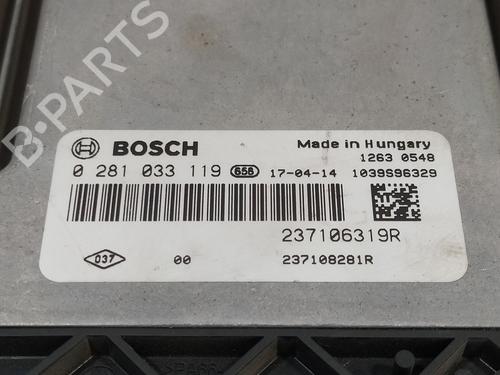 B-PARTS
BOSCH
Made in Hungary
1263 0548
0 281 033 119 656 17-04-14 1039S96329
237106319R
037 00 237108281R